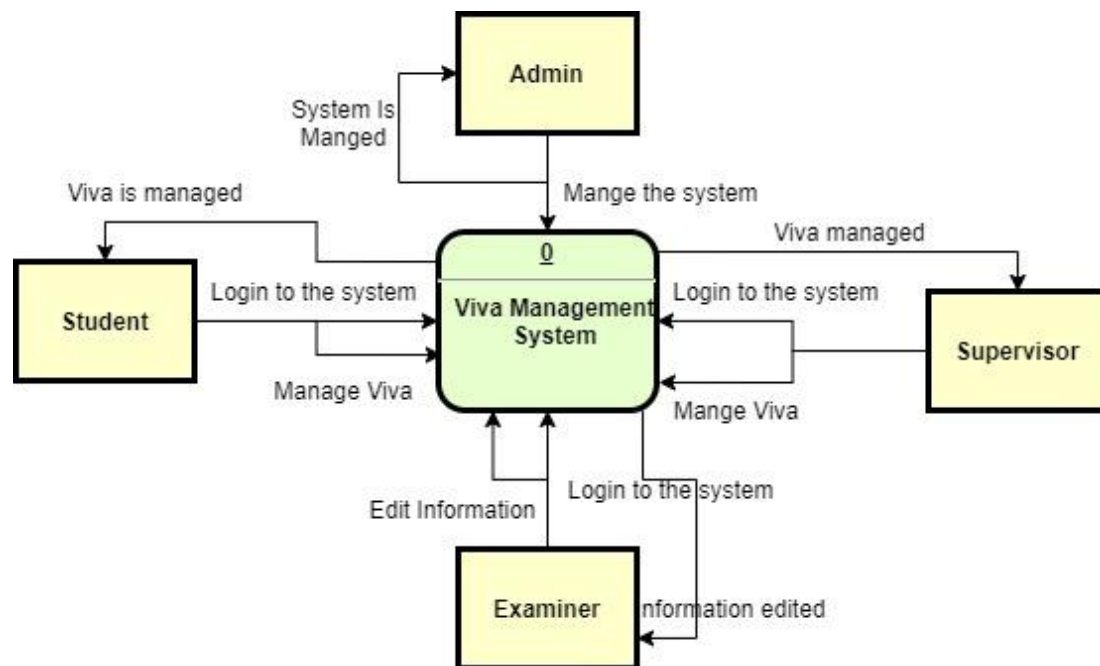 Admin
System Is
Manged
Mange the system
Viva is managed
Viva managed
0
Student
Login to the system
Viva Management
System
Login to the system
Supervisor
Manage Viva
Mange Viva
Edit Information
Login to the system
Examiner
nformation edited